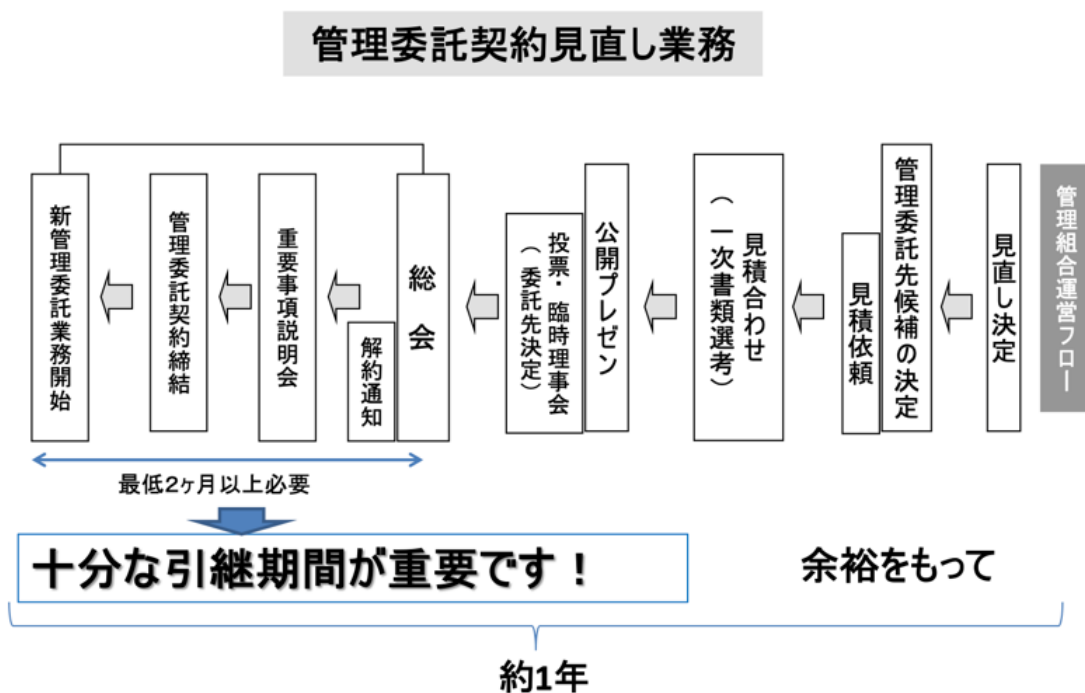 管理委託契約見直し業務
管理組合運営フロー
見直し決定
管理委託先候補の決定
見積依頼
見積合わせ
(一次書類選考)
公開プレゼン
投票・臨時理事会
(委託先決定)
総会
解約通知
重要事項説明会
管理委託契約締結
新管理委託業務開始
最低2ヶ月以上必要
十分な引継期間が重要です!
余裕をもって
約1年